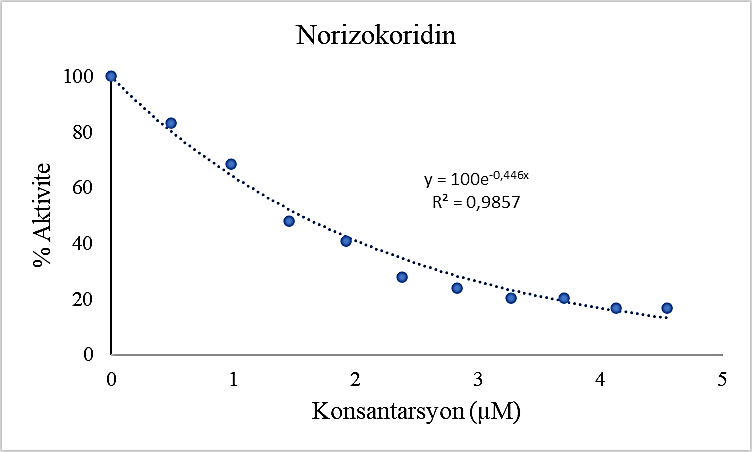 Norizokoridin
100
80
60
40
20
0
% Aktivite
y = 100e^-0,446x
R² = 0,9857
0 1 2 3 4 5
Konsantarsyon (µM)